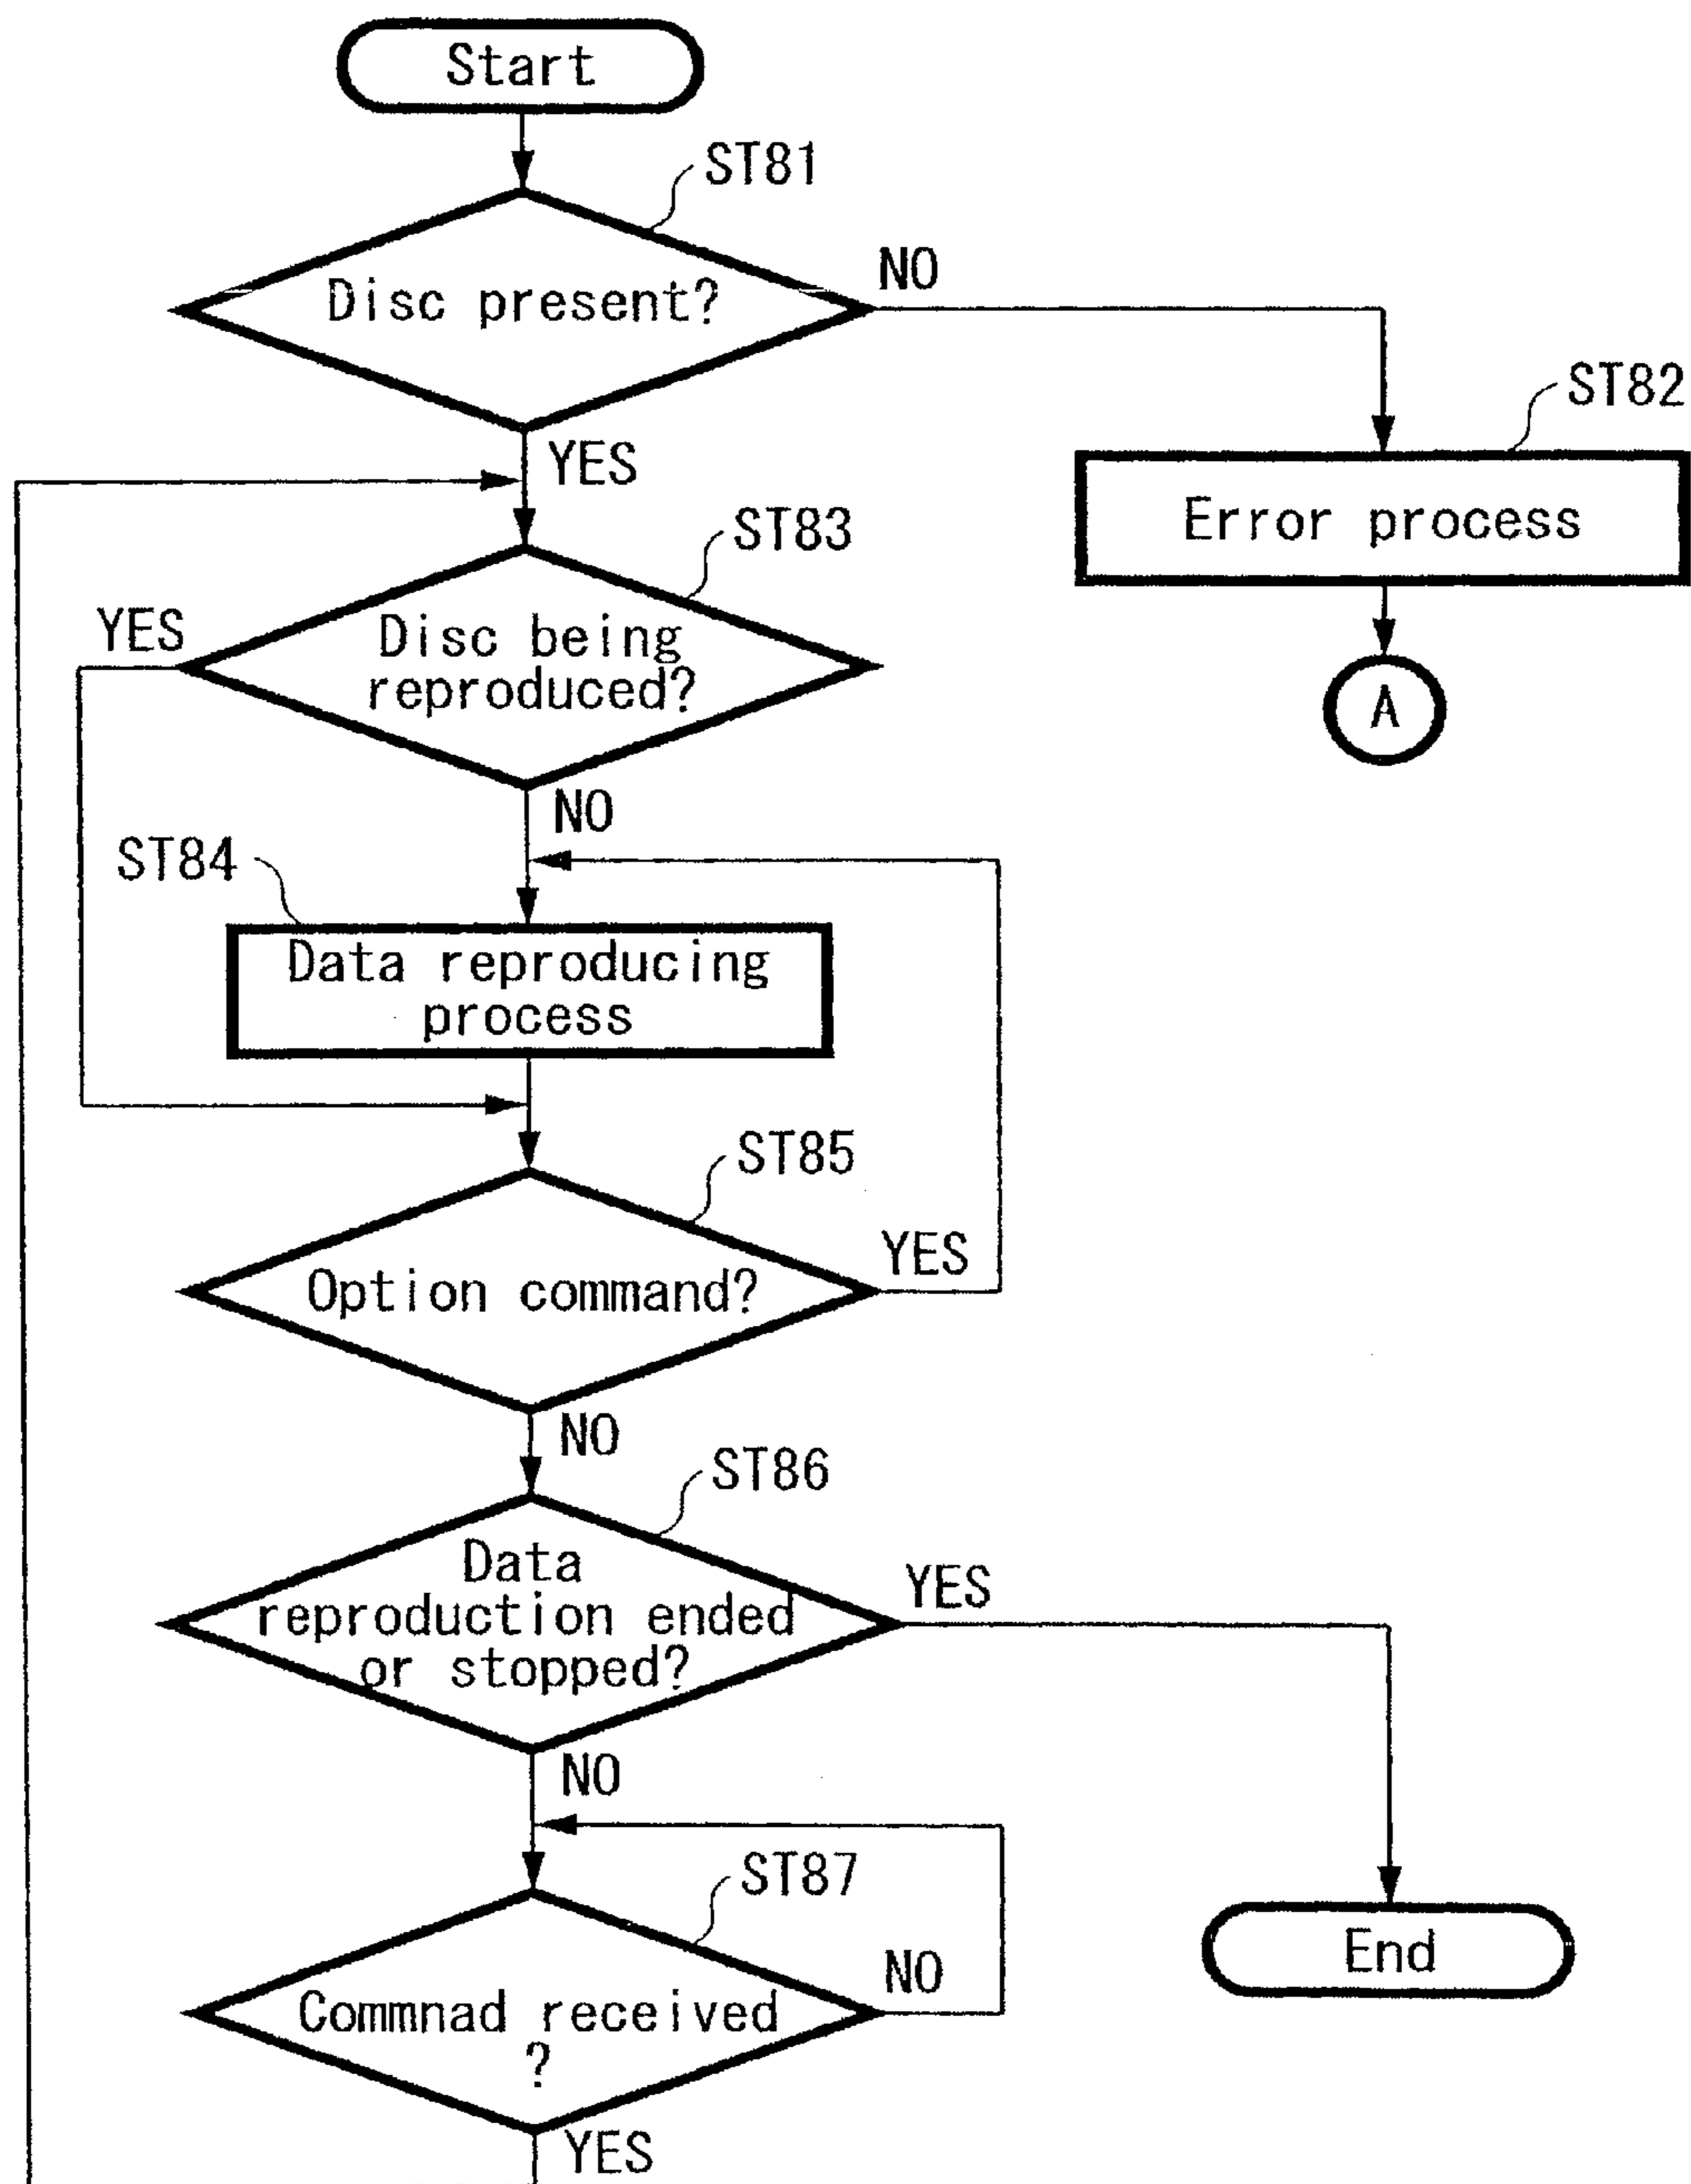 Start
ST81
Disc present?
NO
YES
ST82
Error process
A
ST83
YES
Disc being
reproduced?
NO
ST84
Data reproducing
process
ST85
Option command?
YES
NO
ST86
Data
reproduction ended
or stopped?
YES
NO
ST87
Commnad received
?
NO
YES
End